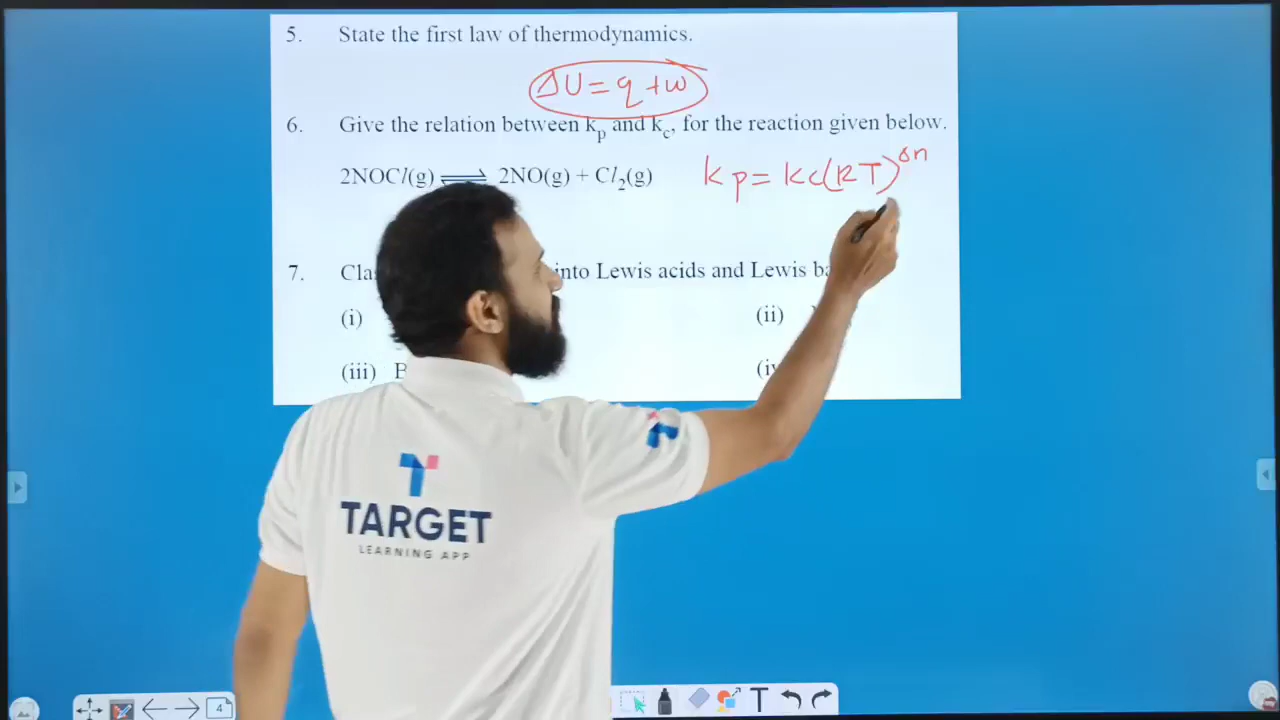 5. State the first law of thermodynamics.
ΔU = q + w
6. Give the relation between kp and kc, for the reaction given below.
2NOCl(g) ⇌ 2NO(g) + Cl₂(g) kp = kc(RT)^Δn
7. into Lewis acids and Lewis
(i) (ii)
(iii) B
TARGET
LEARNING APP
4 T